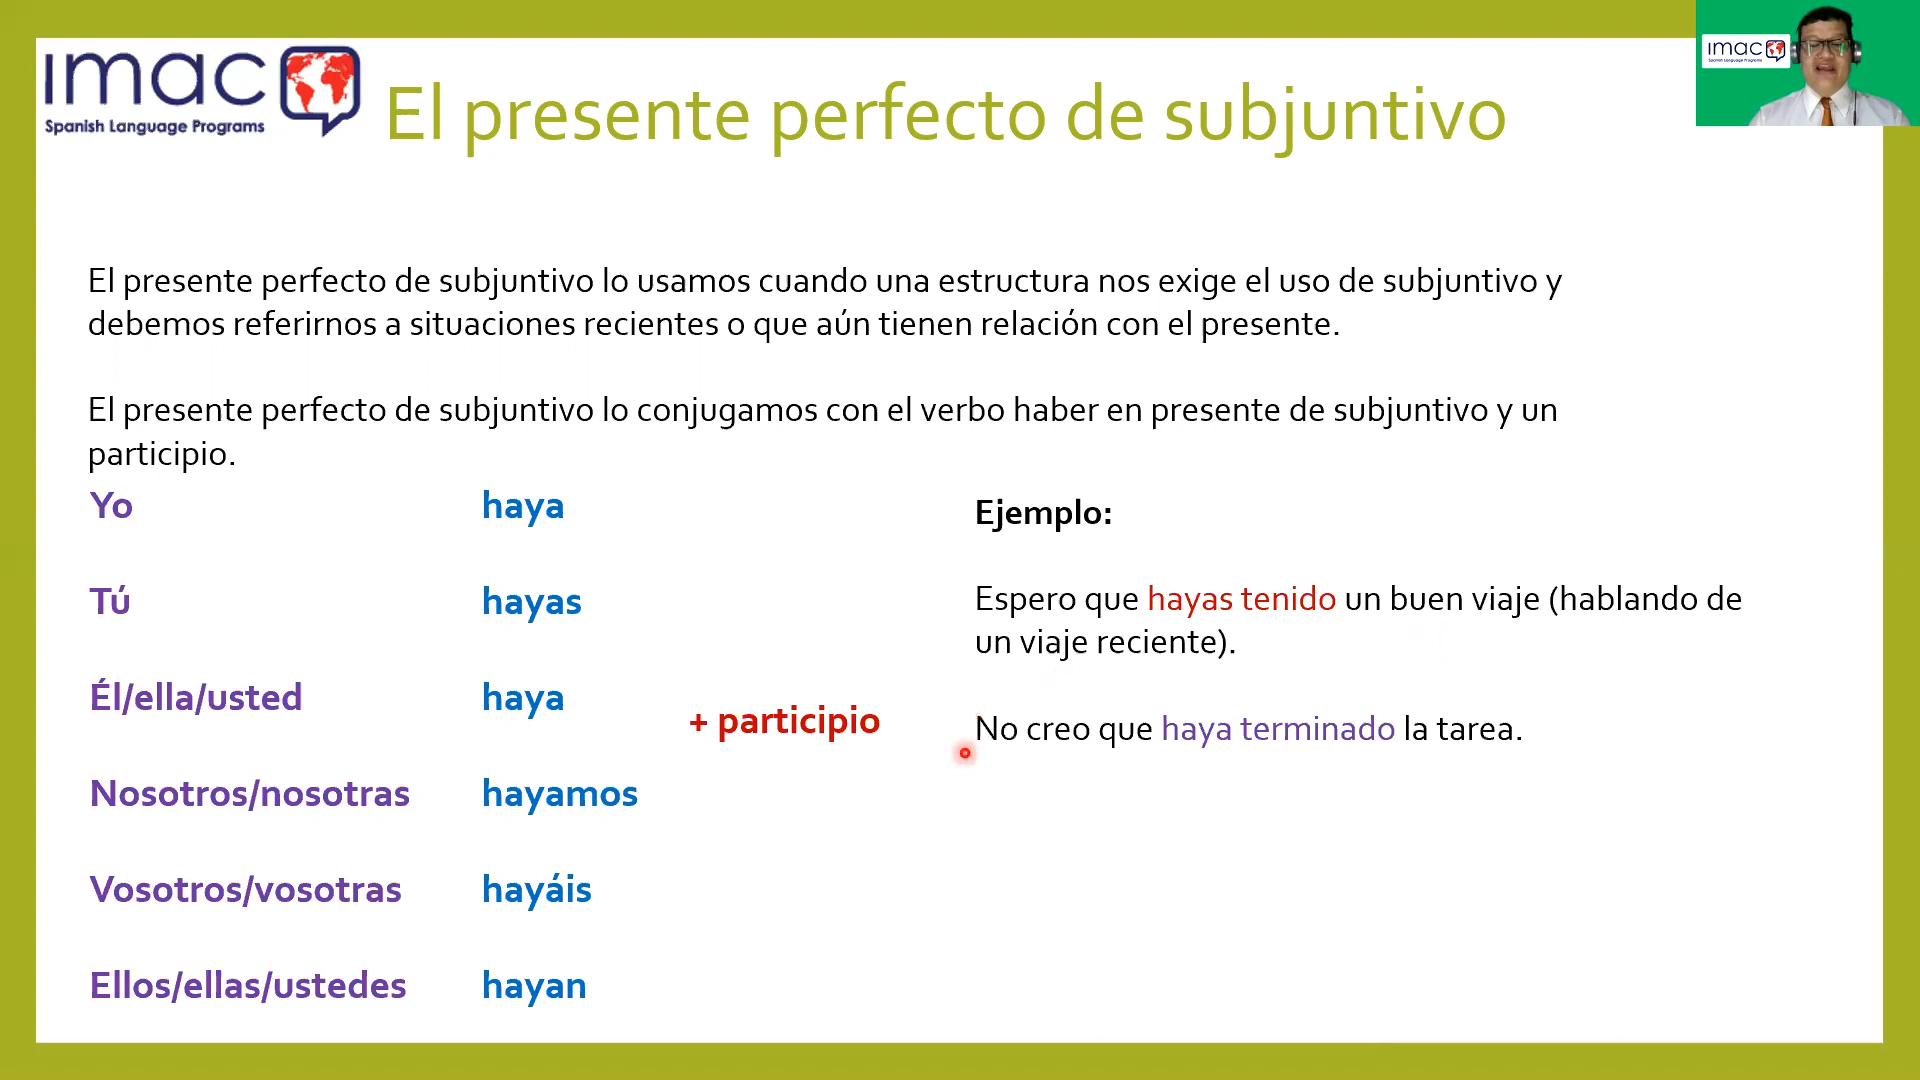 imac
Spanish Language Programs
El presente perfecto de subjuntivo
imac
Spanish Language Programs
El presente perfecto de subjuntivo lo usamos cuando una estructura nos exige el uso de subjuntivo y
debemos referirnos a situaciones recientes o que aún tienen relación con el presente.
El presente perfecto de subjuntivo lo conjugamos con el verbo haber en presente de subjuntivo y un
participio.
Yo haya
Tú hayas
Él/ella/usted haya
+ participio
Nosotros/nosotras hayamos
Vosotros/vosotras hayáis
Ellos/ellas/ustedes hayan
Ejemplo:
Espero que hayas tenido un buen viaje (hablando de
un viaje reciente).
No creo que haya terminado la tarea.